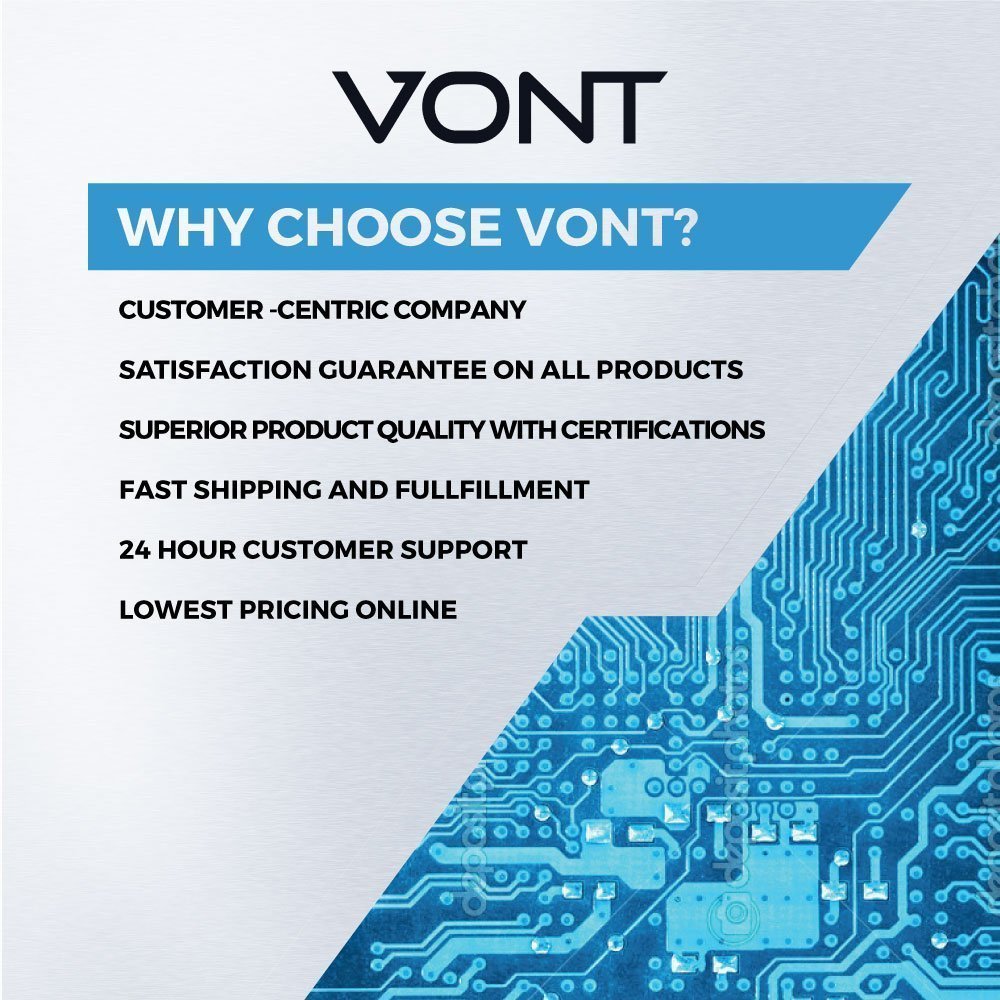 VONT
WHY CHOOSE VONT?
CUSTOMER -CENTRIC COMPANY
SATISFACTION GUARANTEE ON ALL PRODUCTS
SUPERIOR PRODUCT QUALITY WITH CERTIFICATIONS
FAST SHIPPING AND FULLFILLMENT
24 HOUR CUSTOMER SUPPORT
LOWEST PRICING ONLINE
depositphotos